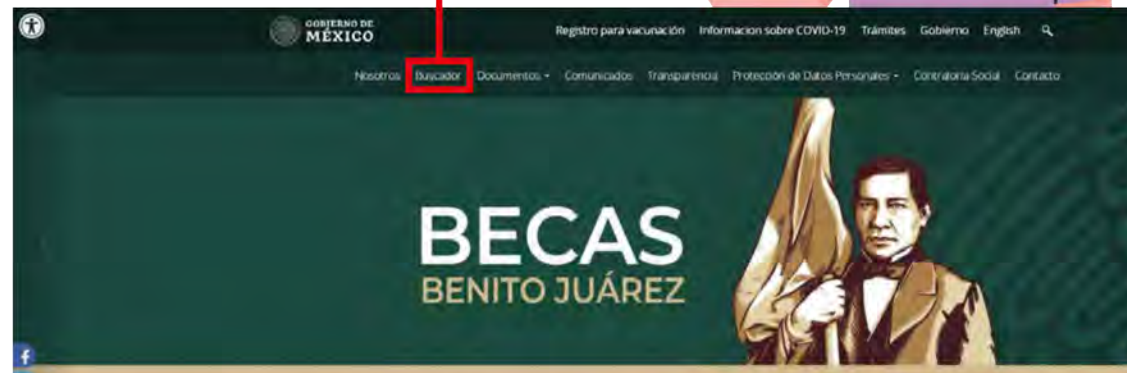 GOBIERNO DE
MÉXICO
Registro para vacunación Informacion sobre COVID-19 Trámites Gobierno English
Nosotros Buscador Documentos Comunicados Transparencia Protección de Datos Personales Contraloría Social Contacto
BECAS
BENITO JUÁREZ
f